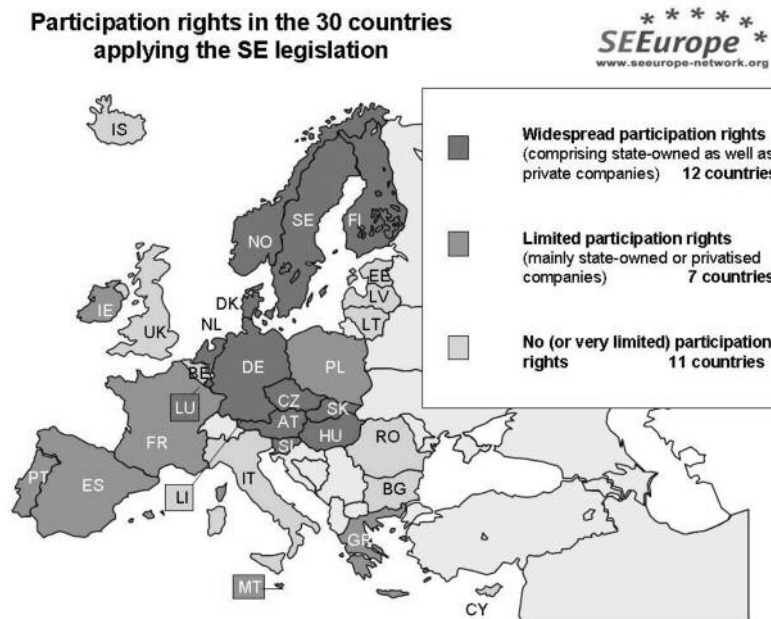 Participation rights in the 30 countries
applying the SE legislation
SEEurope
www.seeurope-network.org
Widespread participation rights
(comprising state-owned as well as
private companies) 12 countries
Limited participation rights
(mainly state-owned or privatised
companies) 7 countries
No (or very limited) participation
rights 11 countries
IS
NO
SE
FI
EE
LV
LT
IE
UK
DK
NL
BE
DE
PL
LU
CZ
SK
AT
HU
SI
FR
RO
PT
ES
LI
IT
BG
GR
MT
CY